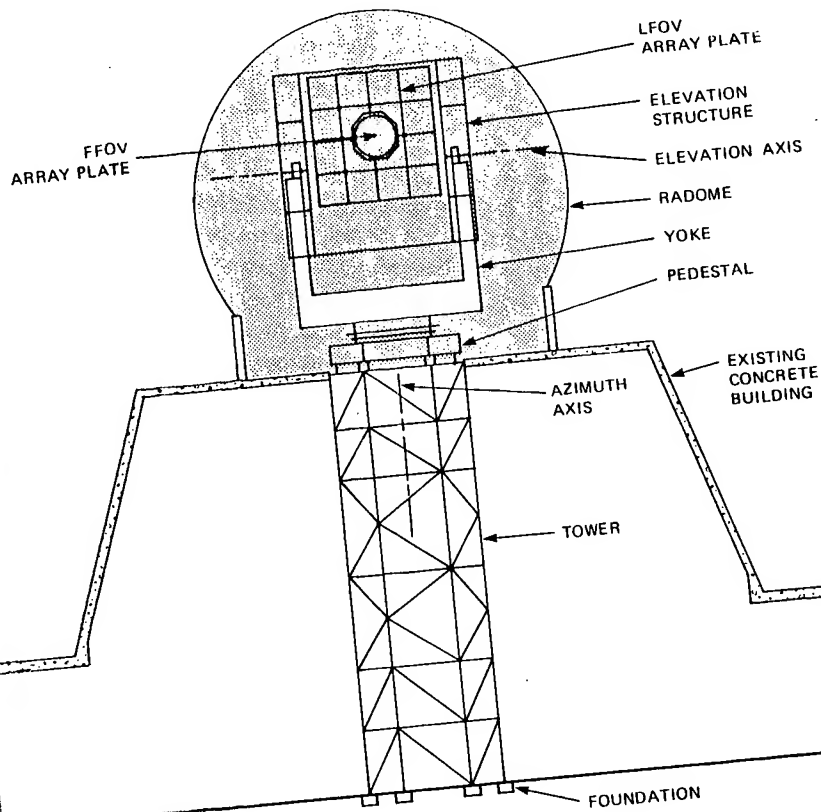 LFOV
ARRAY PLATE
FFOV
ARRAY PLATE
ELEVATION
STRUCTURE
ELEVATION AXIS
RADOME
YOKE
PEDESTAL
EXISTING
CONCRETE
BUILDING
AZIMUTH
AXIS
TOWER
FOUNDATION